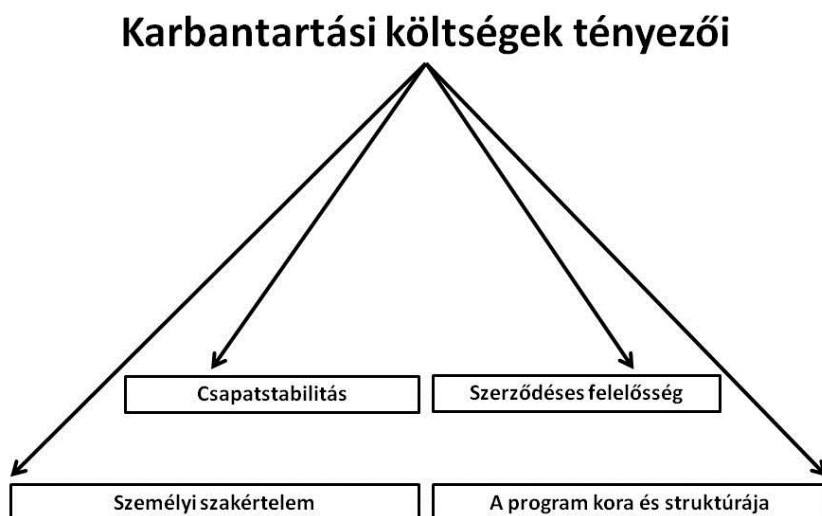 Karbantartási költségek tényezői
Csapatstabilitás
Szerződéses felelősség
Személyi szakértelem
A program kora és struktúrája